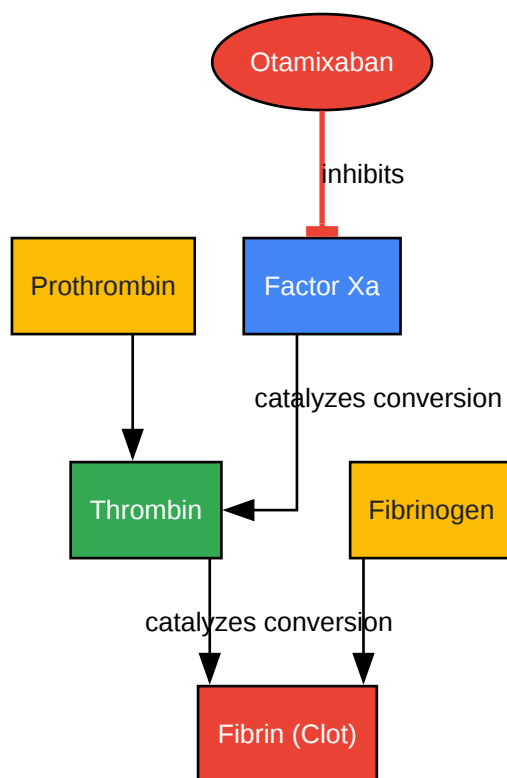 Otamixaban
inhibits
Prothrombin
Factor Xa
catalyzes conversion
Thrombin
Fibrinogen
catalyzes conversion
Fibrin (Clot)